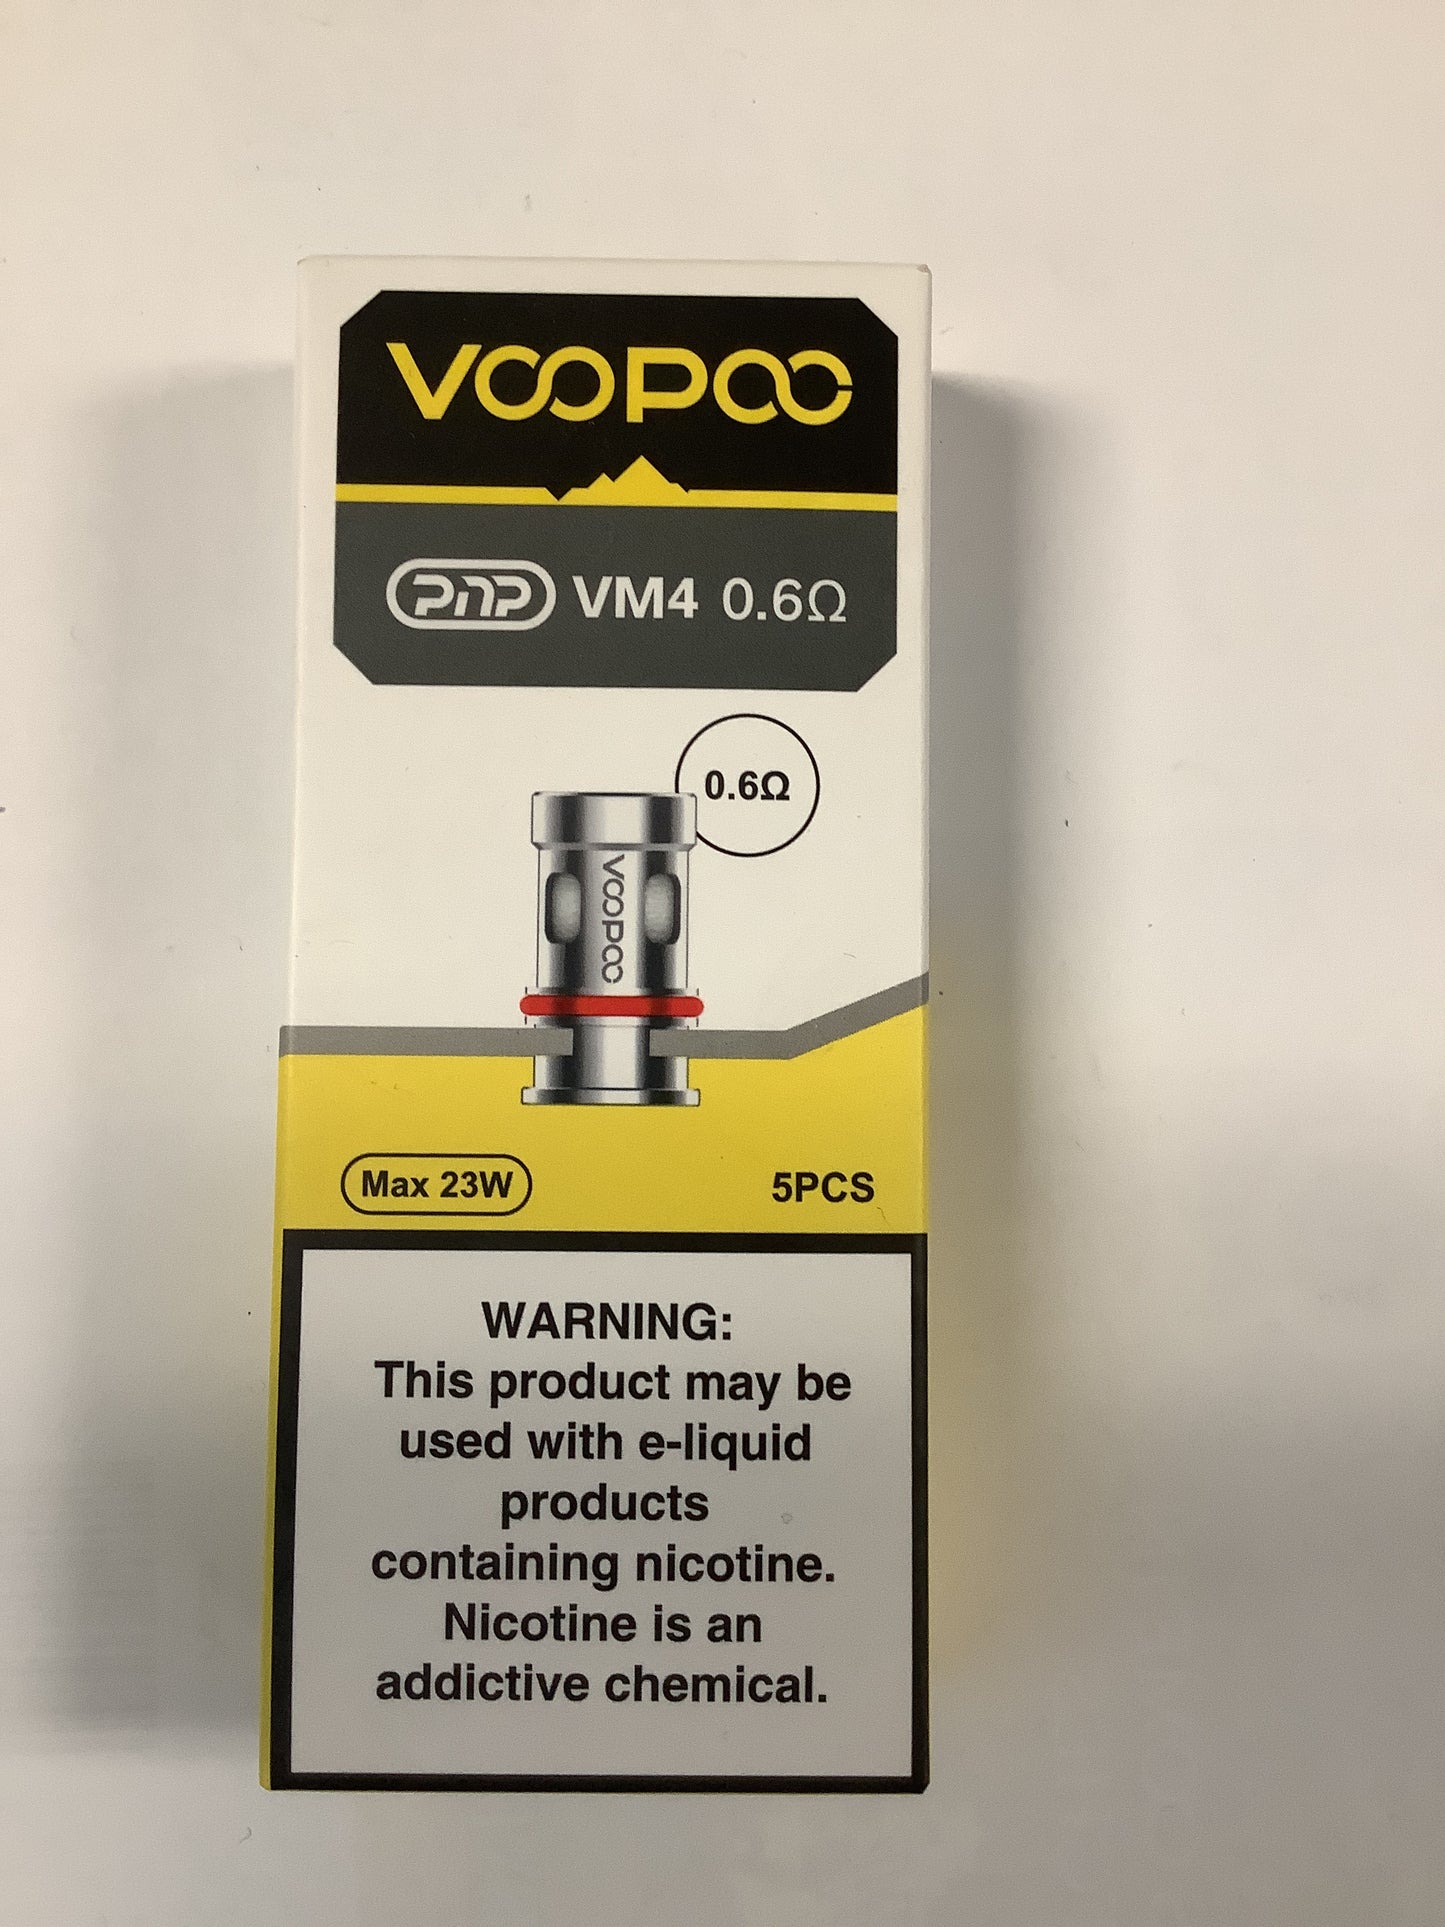 VOOPOO
PnP VM4 0.6Ω
0.6Ω
VOOPOO
Max 23W
5PCS
WARNING:
This product may be
used with e-liquid
products
containing nicotine.
Nicotine is an
addictive chemical.